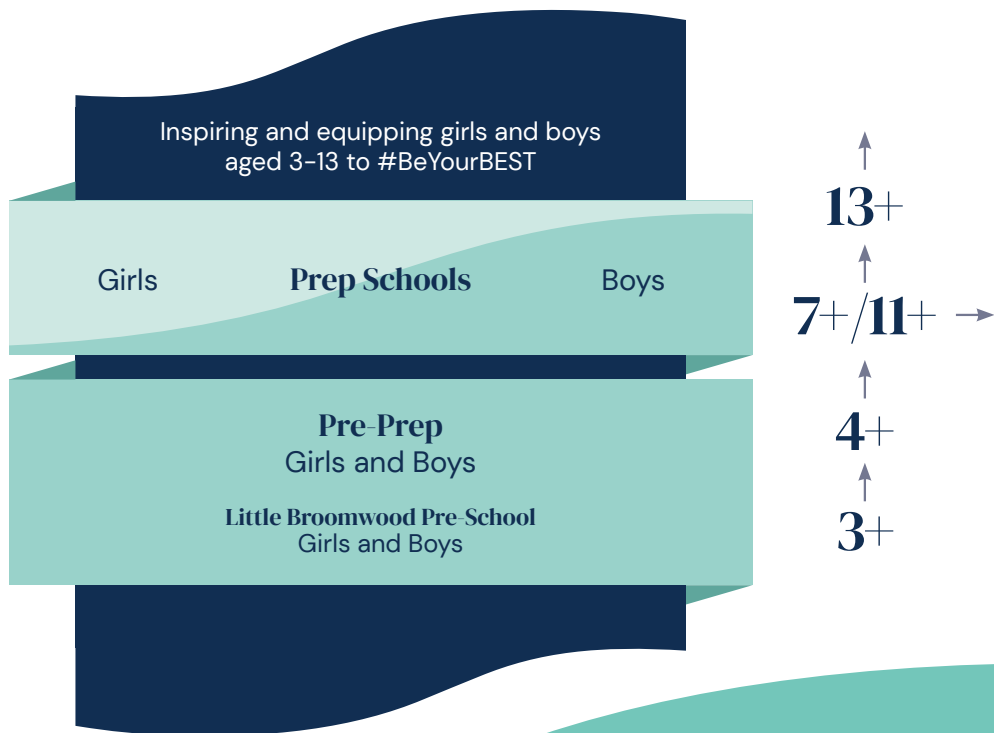 Inspiring and equipping girls and boys
aged 3-13 to #BeYourBEST
Girls
Prep Schools
Boys
Pre-Prep
Girls and Boys
Little Broomwood Pre-School
Girls and Boys
13+
7+/11+
4+
3+